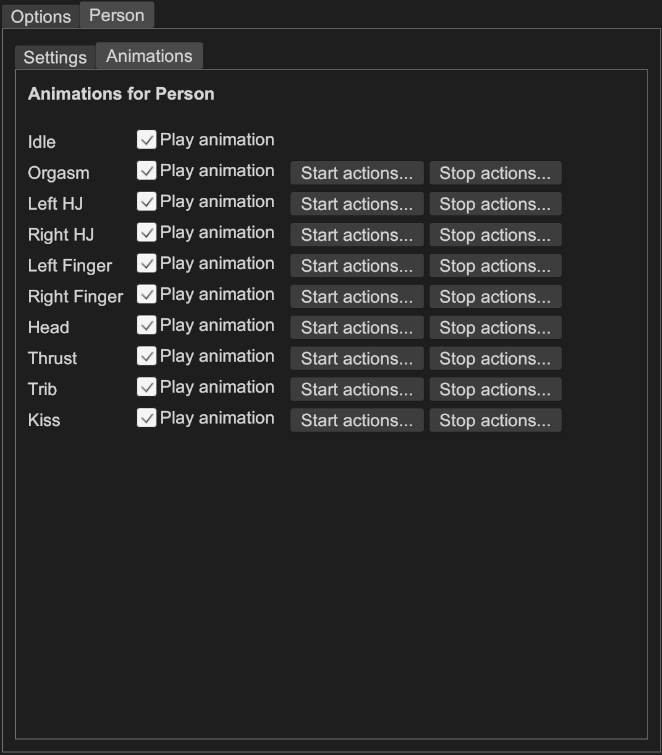 Options Person
Settings Animations
Animations for Person
Idle Play animation
Orgasm Play animation Start actions... Stop actions...
Left HJ Play animation Start actions... Stop actions...
Right HJ Play animation Start actions... Stop actions...
Left Finger Play animation Start actions... Stop actions...
Right Finger Play animation Start actions... Stop actions...
Head Play animation Start actions... Stop actions...
Thrust Play animation Start actions... Stop actions...
Trib Play animation Start actions... Stop actions...
Kiss Play animation Start actions... Stop actions...